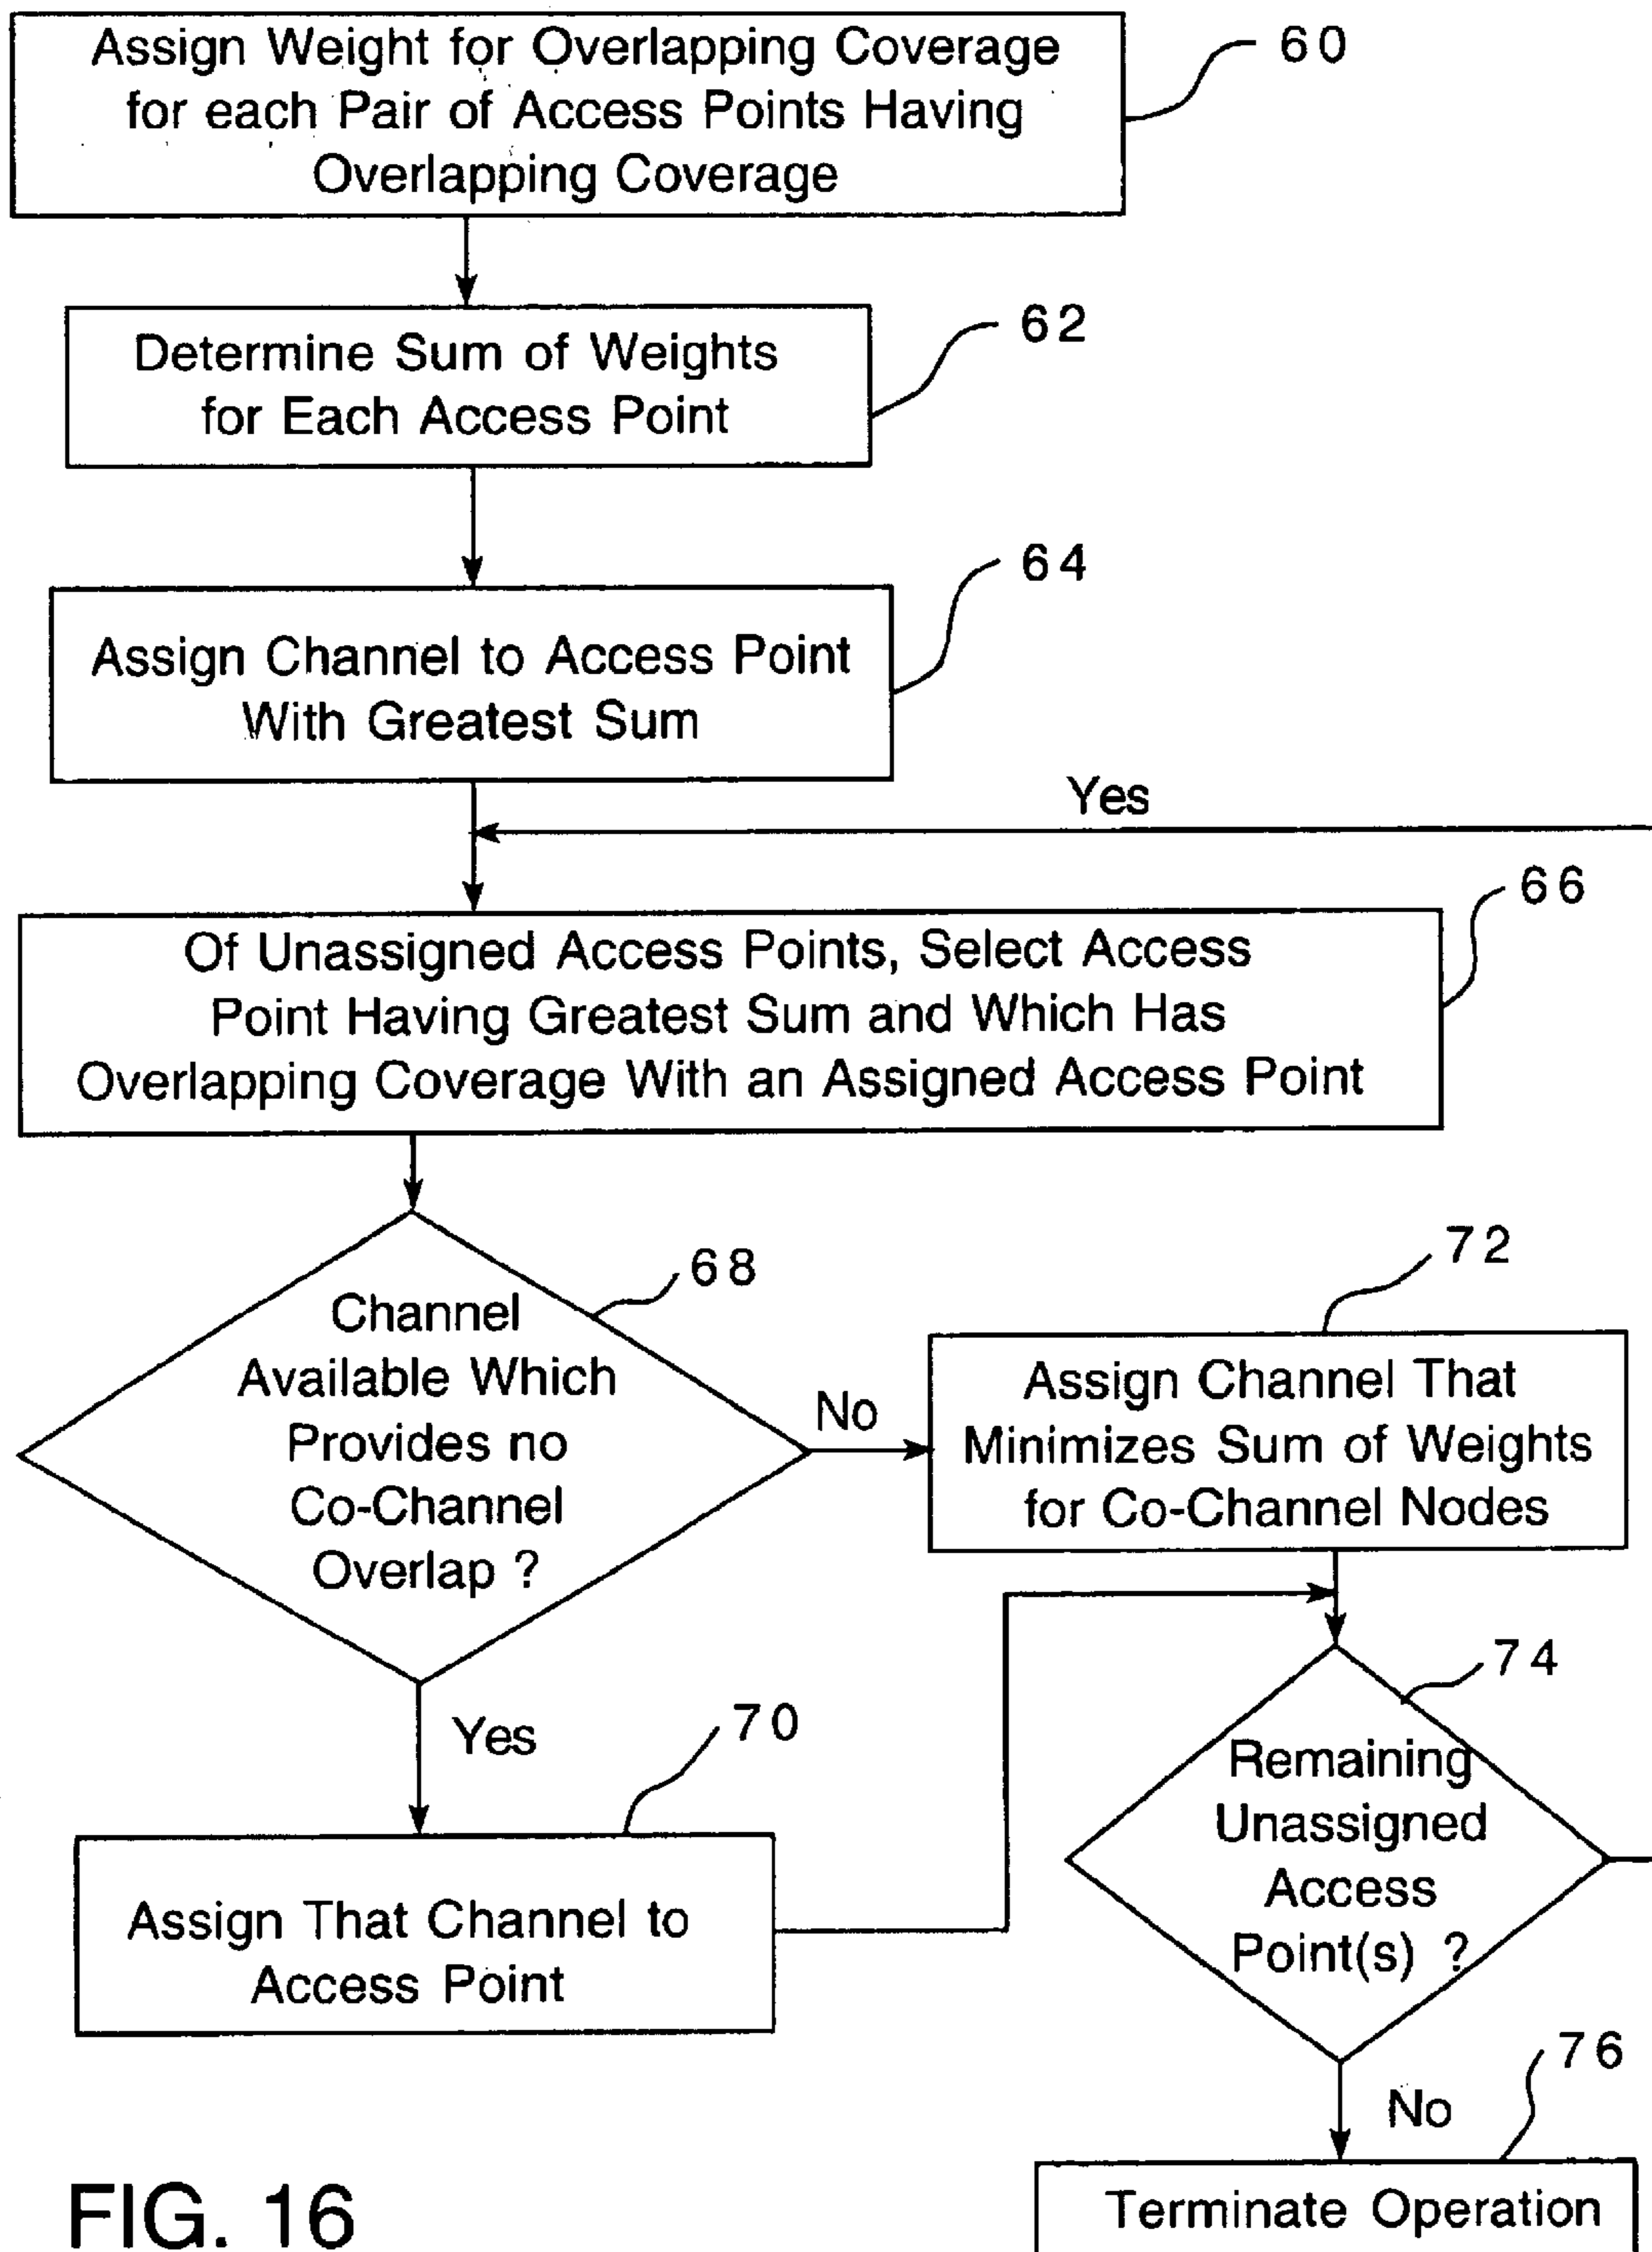 Assign Weight for Overlapping Coverage
for each Pair of Access Points Having
Overlapping Coverage
60
Determine Sum of Weights
for Each Access Point
62
Assign Channel to Access Point
With Greatest Sum
64
Yes
Of Unassigned Access Points, Select Access
Point Having Greatest Sum and Which Has
Overlapping Coverage With an Assigned Access Point
66
Channel
Available Which
Provides no
Co-Channel
Overlap ?
68
No
Assign Channel That
Minimizes Sum of Weights
for Co-Channel Nodes
72
Yes
Assign That Channel to
Access Point
70
Remaining
Unassigned
Access
Point(s) ?
74
No
Terminate Operation
76
FIG. 16